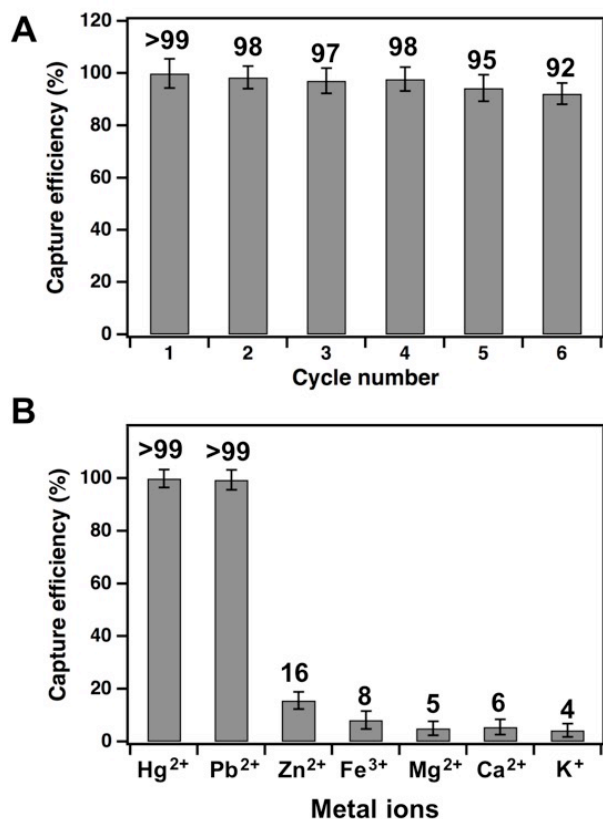 A
120
100
80
60
40
20
0
Capture efficiency (%)
>99 98 97 98 95 92
1 2 3 4 5 6
Cycle number
B
100
80
60
40
20
0
Capture efficiency (%)
>99 >99 16 8 5 6 4
Hg²⁺ Pb²⁺ Zn²⁺ Fe³⁺ Mg²⁺ Ca²⁺ K⁺
Metal ions